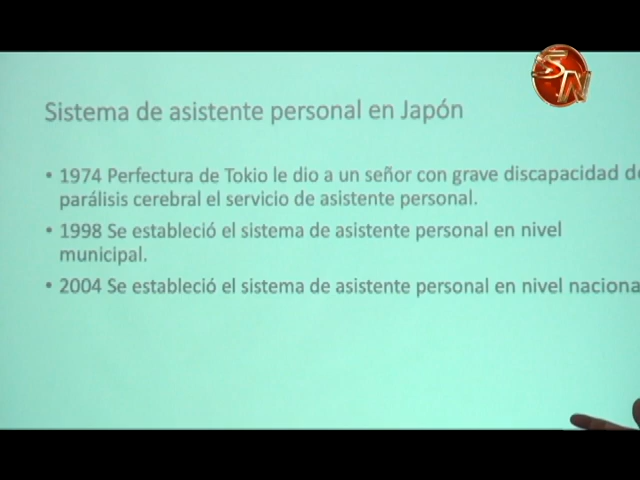 SN
Sistema de asistente personal en Japón
• 1974 Perfectura de Tokio le dio a un señor con grave discapacidad de
parálisis cerebral el servicio de asistente personal.
• 1998 Se estableció el sistema de asistente personal en nivel
municipal.
• 2004 Se estableció el sistema de asistente personal en nivel naciona